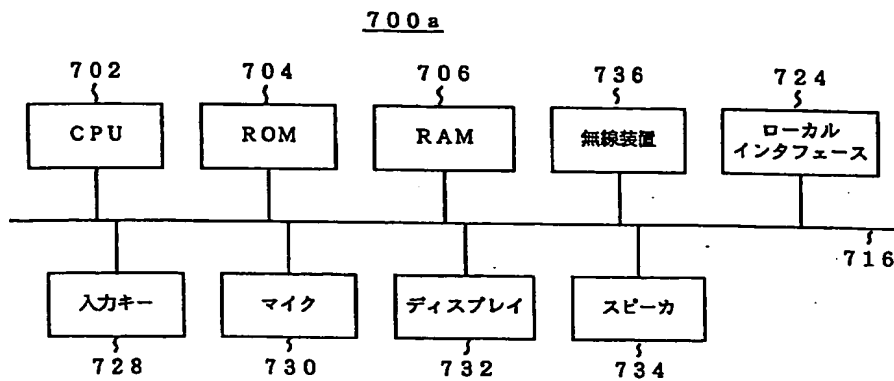 700a
702 704 706 736 724
CPU ROM RAM 無線装置 ローカル
インタフェース
716
入力キー マイク ディスプレイ スピーカ
728 730 732 734